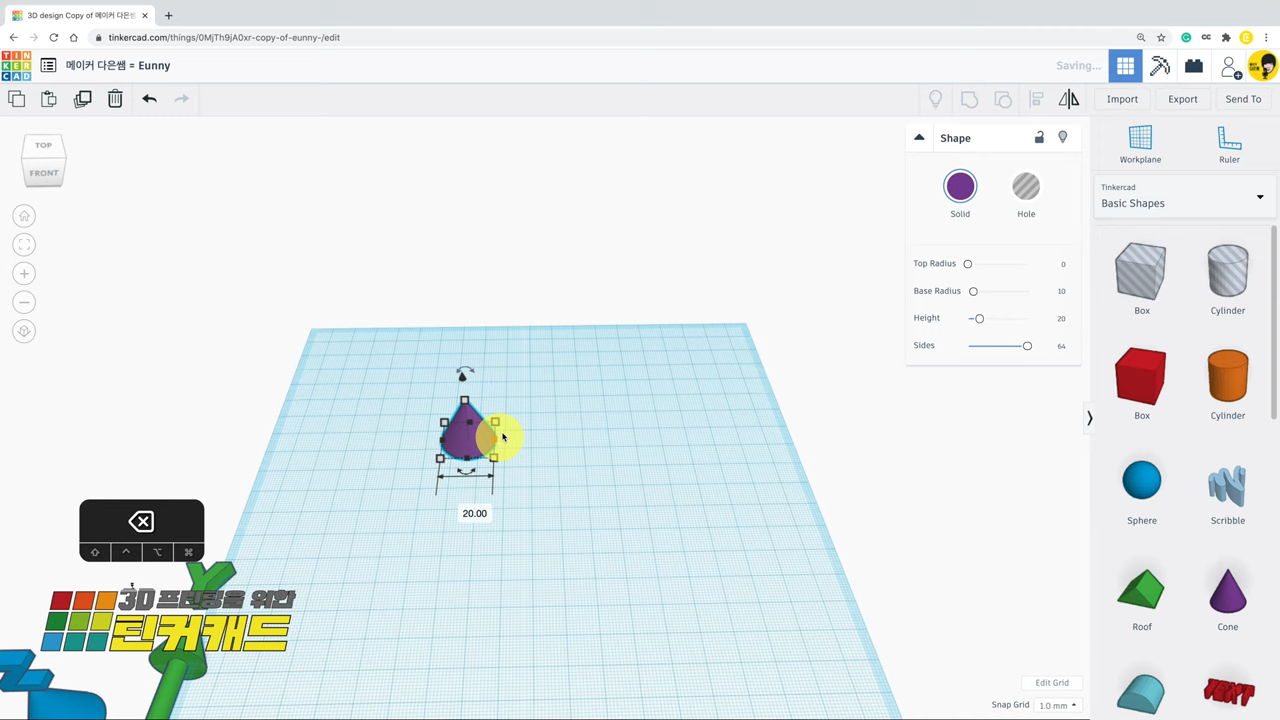 3D design Copy of 메이커 다은쌤
tinkercad.com/things/0MjTh9jA0xr-copy-of-eunny-/edit
TIN
KER
CAD
메이커 다은쌤 = Eunny
Saving...
Import
Export
Send To
TOP
FRONT
Shape
Solid
Hole
Top Radius 0
Base Radius 10
Height 20
Sides 64
Workplane
Ruler
Tinkercad
Basic Shapes
Box
Cylinder
Box
Cylinder
Sphere
Scribble
Roof
Cone
TEXT
20.00
3D 프린팅을 위한
틴커캐드
Edit Grid
Snap Grid 1.0 mm